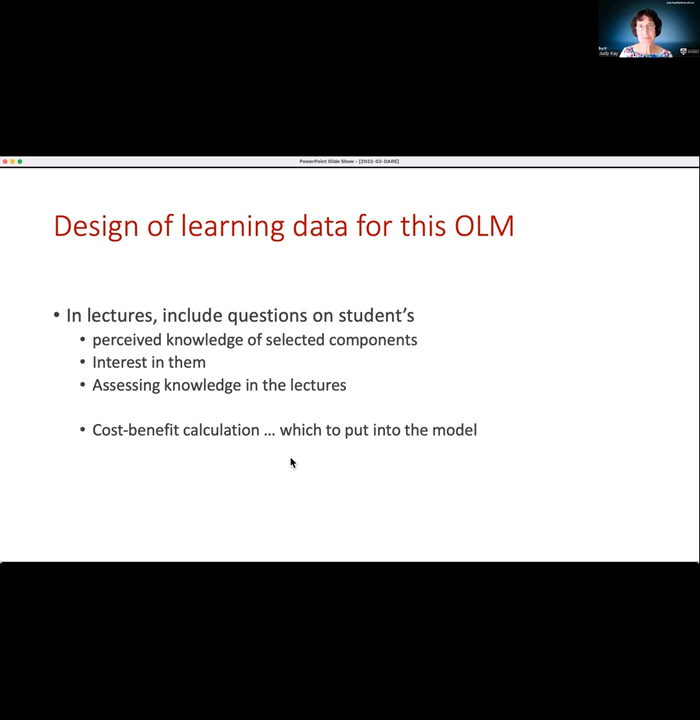 Judy Kay
PowerPoint Slide Show - [2022-02-DARE]
Design of learning data for this OLM
• In lectures, include questions on student's
• perceived knowledge of selected components
• Interest in them
• Assessing knowledge in the lectures
• Cost-benefit calculation … which to put into the model